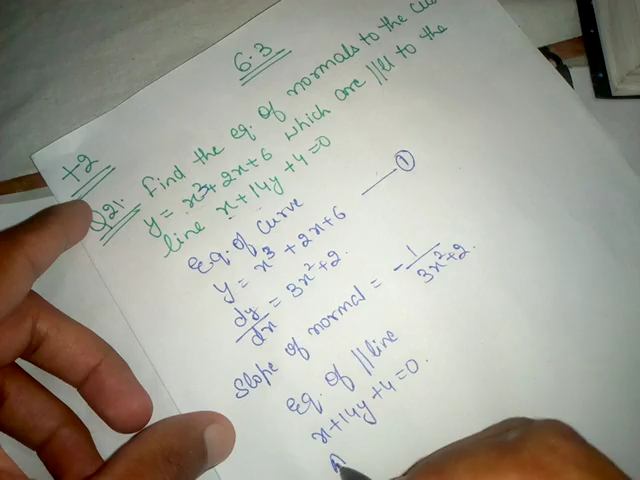 6.3
+2
Q21. Find the eq. of normals to the
y = x³+2x+6 which are ||lel to the
line x+14y+4=0
Eq. of curve
y = x³ + 2x+6 — ①
dy/dx = 3x²+2.
Slope of normal = -1/3x²+2.
Eq. of || line
x+14y+4=0.